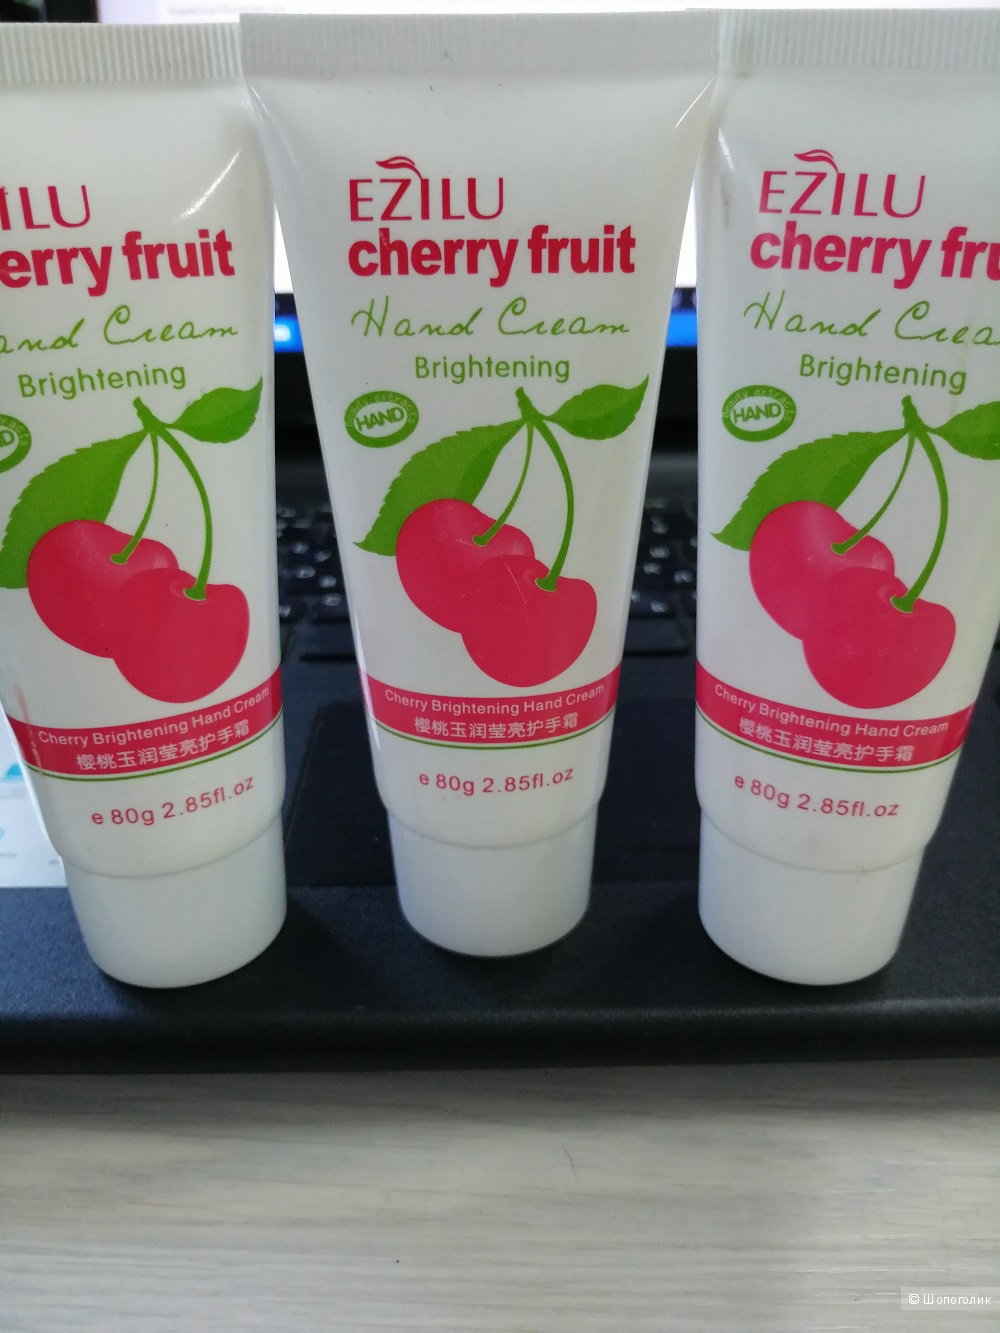 ILU
erry fruit
and Cream
Brightening
Cherry Brightening Hand Cream
樱桃玉润莹亮护手霜
e 80g 2.85fl.oz
EZILU
cherry fruit
Hand Cream
Brightening
HAND
Cherry Brightening Hand Cream
樱桃玉润莹亮护手霜
e 80g 2.85fl.oz
EZILU
cherry fru
Hand Crea
Brightening
HAND
Cherry Brightening Hand Cream
樱桃玉润莹亮护手霜
e 80g 2.85fl.oz
© Шопоголик